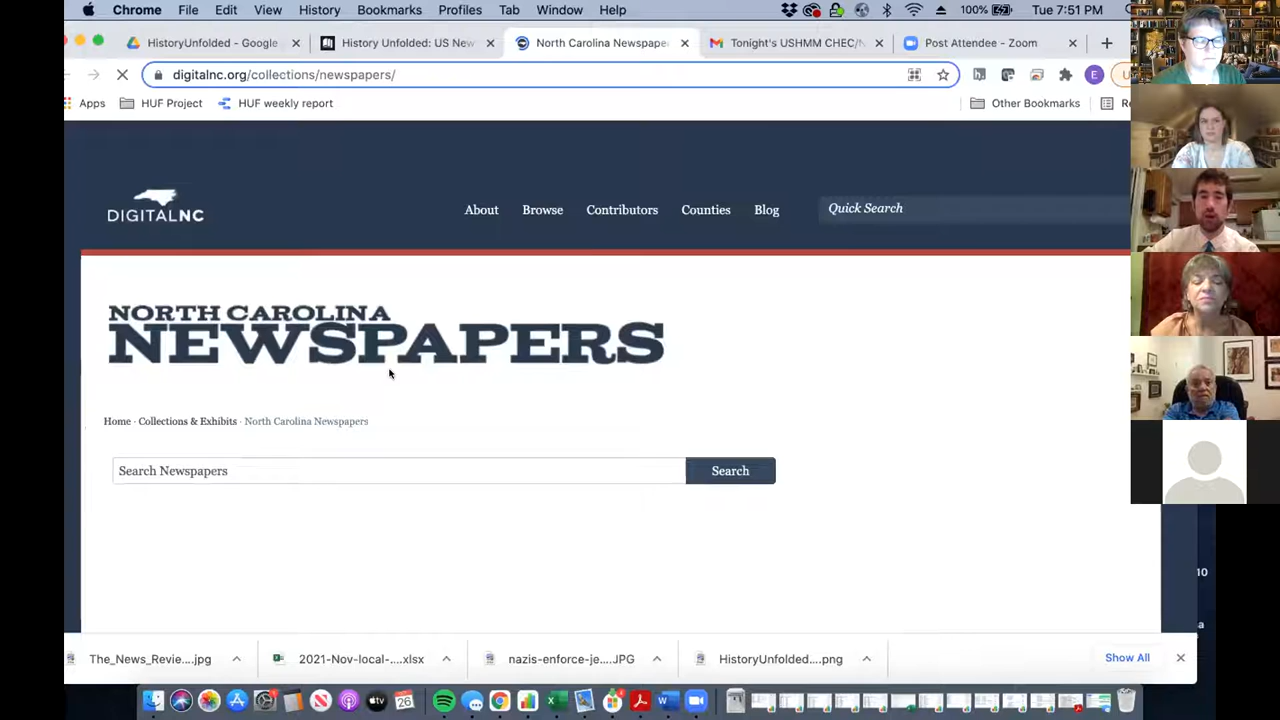 Chrome File Edit View History Bookmarks Profiles Tab Window Help 100% Tue 7:51 PM
HistoryUnfolded - Google × History Unfolded: US New × North Carolina Newspape × Tonight's USHMM CHEC/N × Post Attendee - Zoom × +
digitalnc.org/collections/newspapers/ E
Apps HUF Project HUF weekly report Other Bookmarks
DIGITALNC
About Browse Contributors Counties Blog Quick Search
NORTH CAROLINA
NEWSPAPERS
Home · Collections & Exhibits · North Carolina Newspapers
Search Newspapers Search
10
a
The_News_Revie....jpg 2021-Nov-local-....xlsx nazis-enforce-je....JPG HistoryUnfolded....png Show All ×
26 tv